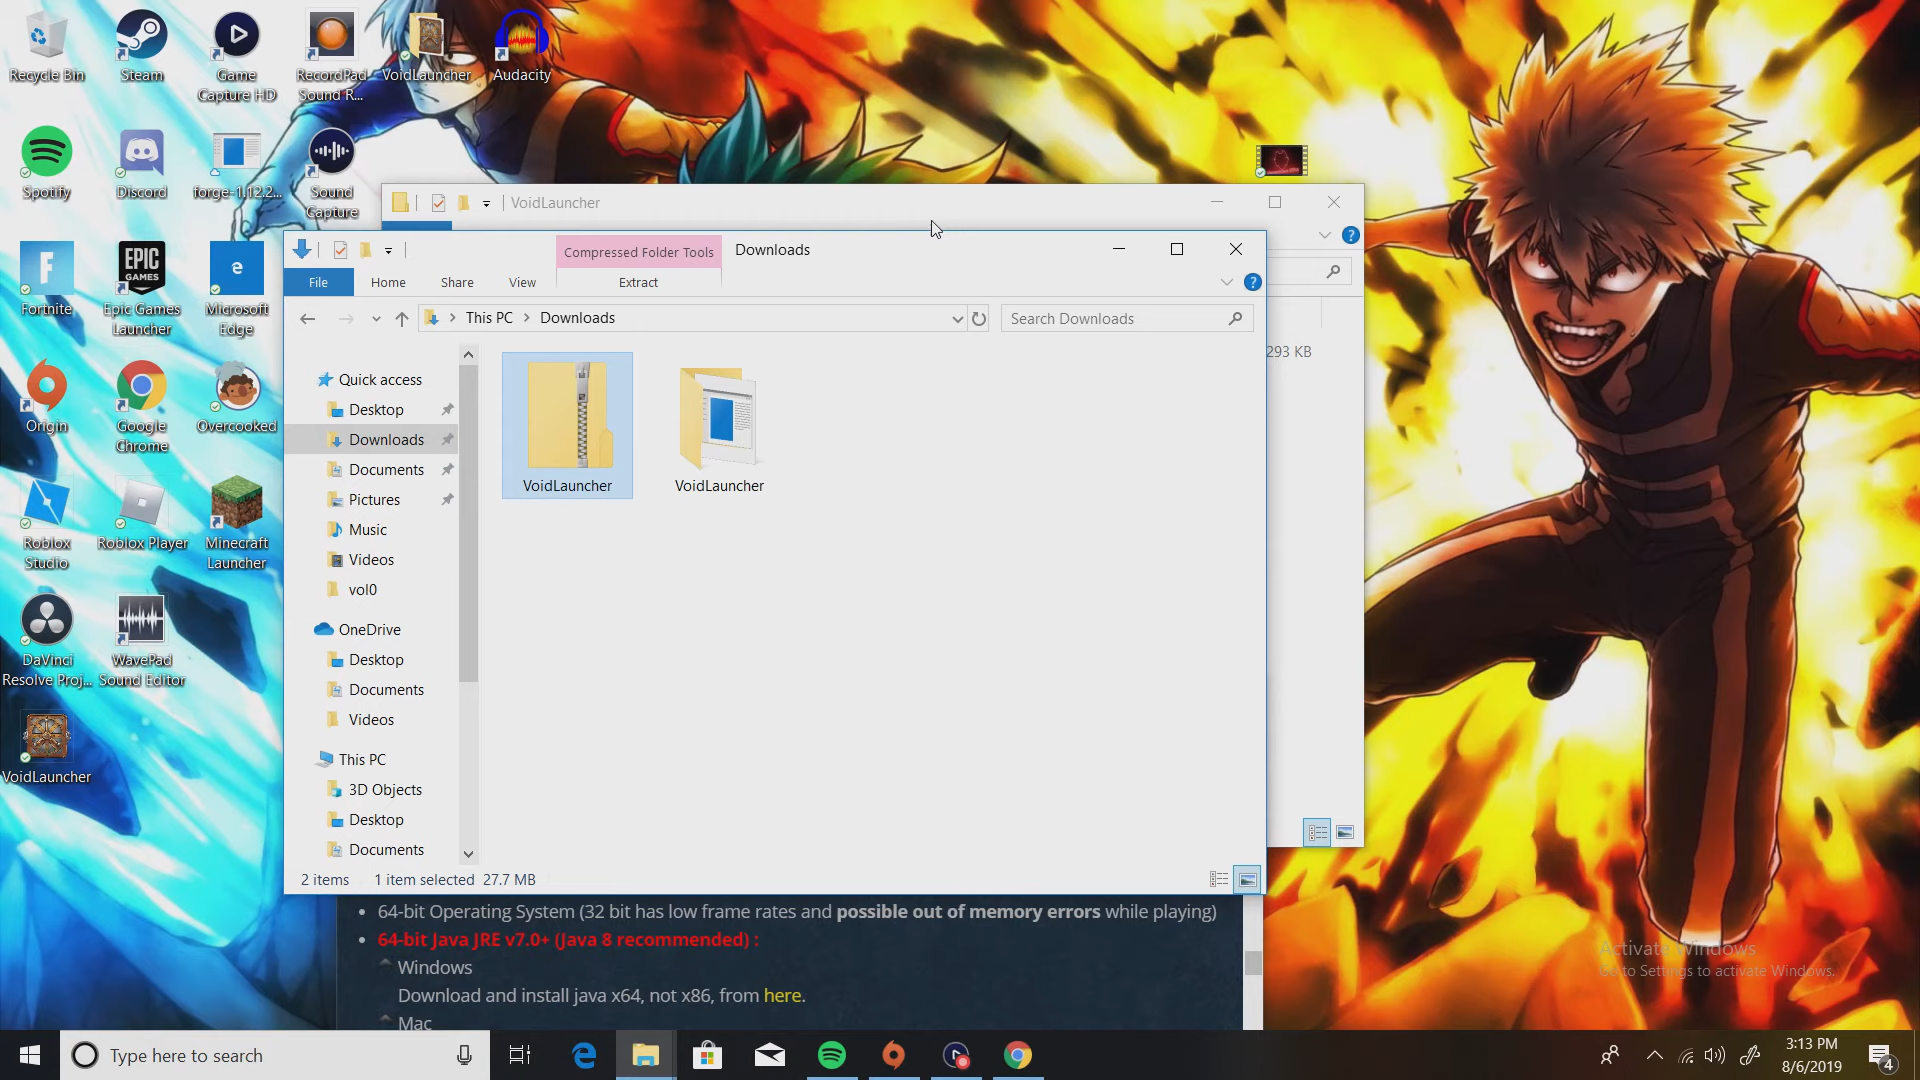 Recycle Bin
Steam
Game
Capture HD
RecordPad
Sound R...
VoidLauncher
Audacity
Spotify
Discord
forge-1.12.2...
Sound
Capture
Fortnite
EPIC
GAMES
Epic Games
Launcher
Microsoft
Edge
Origin
Google
Chrome
Overcooked
Roblox
Studio
Roblox Player
Minecraft
Launcher
DaVinci
Resolve Proj...
WavePad
Sound Editor
VoidLauncher
VoidLauncher
293 KB
Compressed Folder Tools
Downloads
File
Home
Share
View
Extract
This PC
Downloads
Search Downloads
Quick access
Desktop
Downloads
Documents
Pictures
Music
Videos
vol0
OneDrive
Desktop
Documents
Videos
This PC
3D Objects
Desktop
Documents
VoidLauncher
VoidLauncher
2 items
1 item selected 27.7 MB
64-bit Operating System (32 bit has low frame rates and possible out of memory errors while playing)
64-bit Java JRE v7.0+ (Java 8 recommended) :
Windows
Download and install java x64, not x86, from here.
Mac
Activate Windows
Go to Settings to activate Windows.
Type here to search
3:13 PM
8/6/2019
4